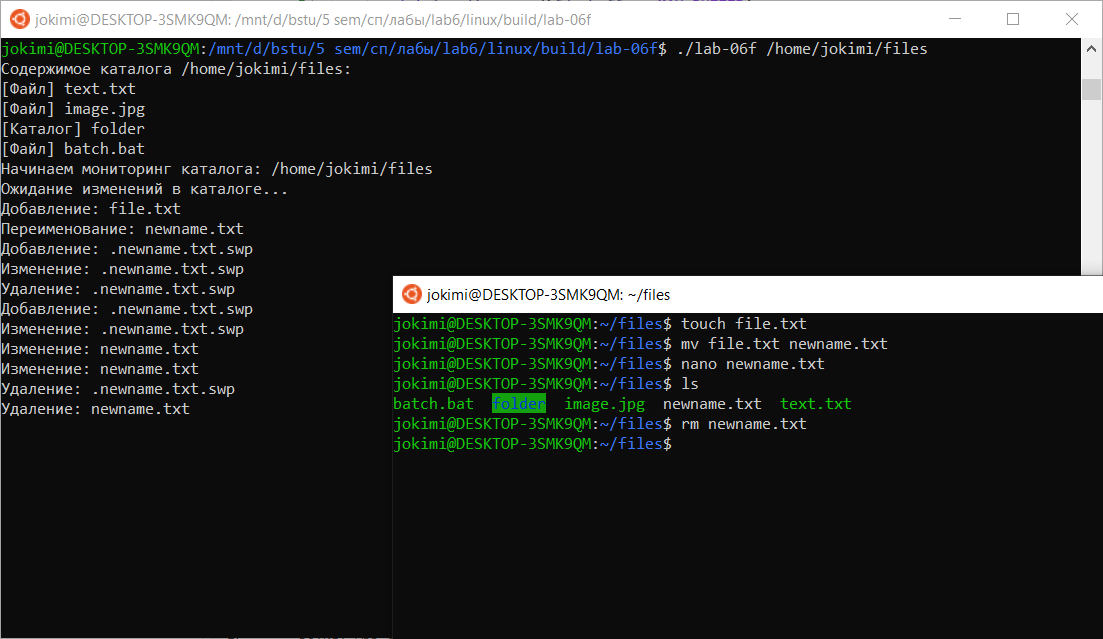 jokimi@DESKTOP-3SMK9QM: /mnt/d/bstu/5 sem/сп/лабы/lab6/linux/build/lab-06f
jokimi@DESKTOP-3SMK9QM:/mnt/d/bstu/5 sem/сп/лабы/lab6/linux/build/lab-06f$ ./lab-06f /home/jokimi/files
Содержимое каталога /home/jokimi/files:
[Файл] text.txt
[Файл] image.jpg
[Каталог] folder
[Файл] batch.bat
Начинаем мониторинг каталога: /home/jokimi/files
Ожидание изменений в каталоге...
Добавление: file.txt
Переименование: newname.txt
Добавление: .newname.txt.swp
Изменение: .newname.txt.swp
Удаление: .newname.txt.swp
Добавление: .newname.txt.swp
Изменение: .newname.txt.swp
Изменение: newname.txt
Изменение: newname.txt
Удаление: .newname.txt.swp
Удаление: newname.txt
jokimi@DESKTOP-3SMK9QM: ~/files
jokimi@DESKTOP-3SMK9QM:~/files$ touch file.txt
jokimi@DESKTOP-3SMK9QM:~/files$ mv file.txt newname.txt
jokimi@DESKTOP-3SMK9QM:~/files$ nano newname.txt
jokimi@DESKTOP-3SMK9QM:~/files$ ls
batch.bat  folder  image.jpg  newname.txt  text.txt
jokimi@DESKTOP-3SMK9QM:~/files$ rm newname.txt
jokimi@DESKTOP-3SMK9QM:~/files$